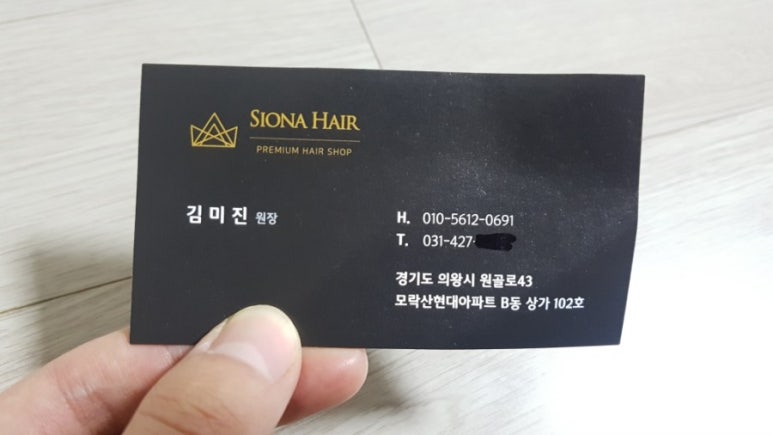 SIONA HAIR
PREMIUM HAIR SHOP
김미진 원장
H. 010-5612-0691
T. 031-427-
경기도 의왕시 원골로43
모락산현대아파트 B동 상가 102호